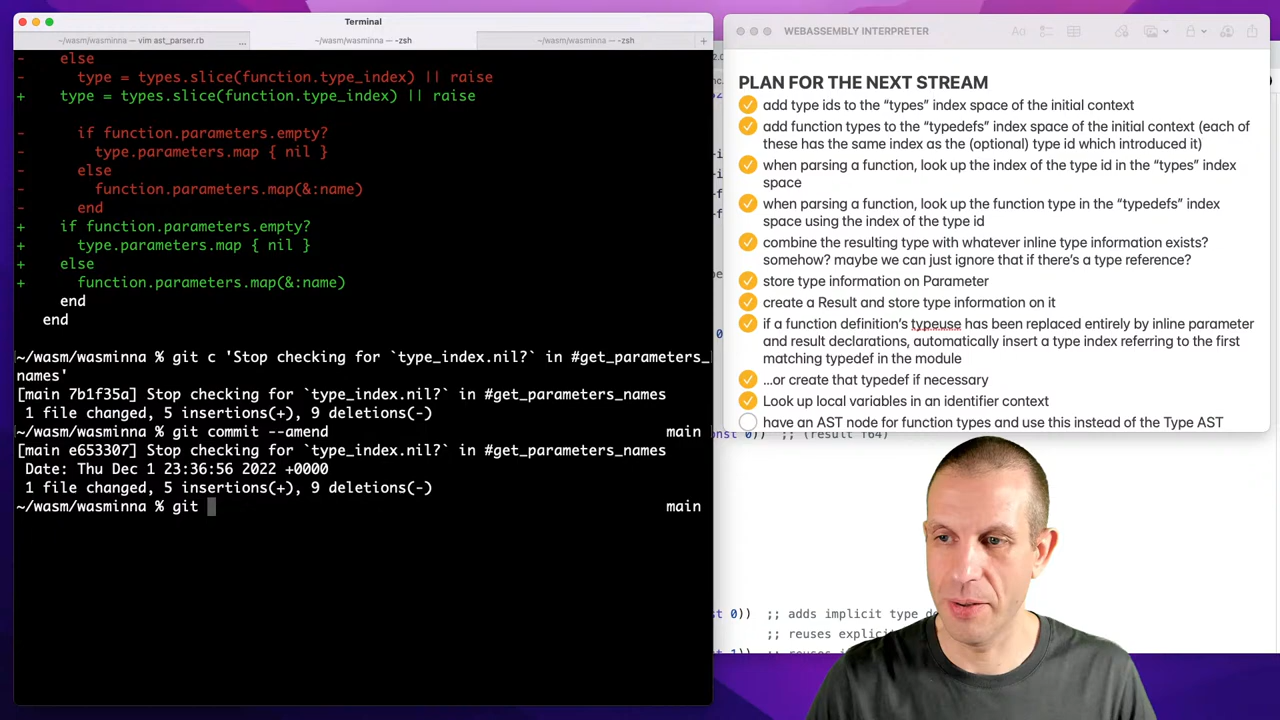 Terminal
~/wasm/wasminna — vim ast_parser.rb ...
~/wasm/wasminna — -zsh
~/wasm/wasminna — -zsh
+
- else
- type = types.slice(function.type_index) || raise
+ type = types.slice(function.type_index) || raise
- if function.parameters.empty?
- type.parameters.map { nil }
- else
- function.parameters.map(&:name)
- end
+ if function.parameters.empty?
+ type.parameters.map { nil }
+ else
+ function.parameters.map(&:name)
end
end
~/wasm/wasminna % git c 'Stop checking for `type_index.nil?` in #get_parameters_
names'
[main 7b1f35a] Stop checking for `type_index.nil?` in #get_parameters_names
1 file changed, 5 insertions(+), 9 deletions(-)
~/wasm/wasminna % git commit --amend main
[main e653307] Stop checking for `type_index.nil?` in #get_parameters_names
Date: Thu Dec 1 23:36:56 2022 +0000
1 file changed, 5 insertions(+), 9 deletions(-)
~/wasm/wasminna % git main
WEBASSEMBLY INTERPRETER
Aa
PLAN FOR THE NEXT STREAM
add type ids to the “types” index space of the initial context
add function types to the “typedefs” index space of the initial context (each of
these has the same index as the (optional) type id which introduced it)
when parsing a function, look up the index of the type id in the “types” index
space
when parsing a function, look up the function type in the “typedefs” index
space using the index of the type id
combine the resulting type with whatever inline type information exists?
somehow? maybe we can just ignore that if there’s a type reference?
store type information on Parameter
create a Result and store type information on it
if a function definition’s typeuse has been replaced entirely by inline parameter
and result declarations, automatically insert a type index referring to the first
matching typedef in the module
…or create that typedef if necessary
Look up local variables in an identifier context
have an AST node for function types and use this instead of the Type AST
const 0)) ;; (result f64)
nst 0)) ;; adds implicit type de
;; reuses explici
nst 1)) ;; reuses i